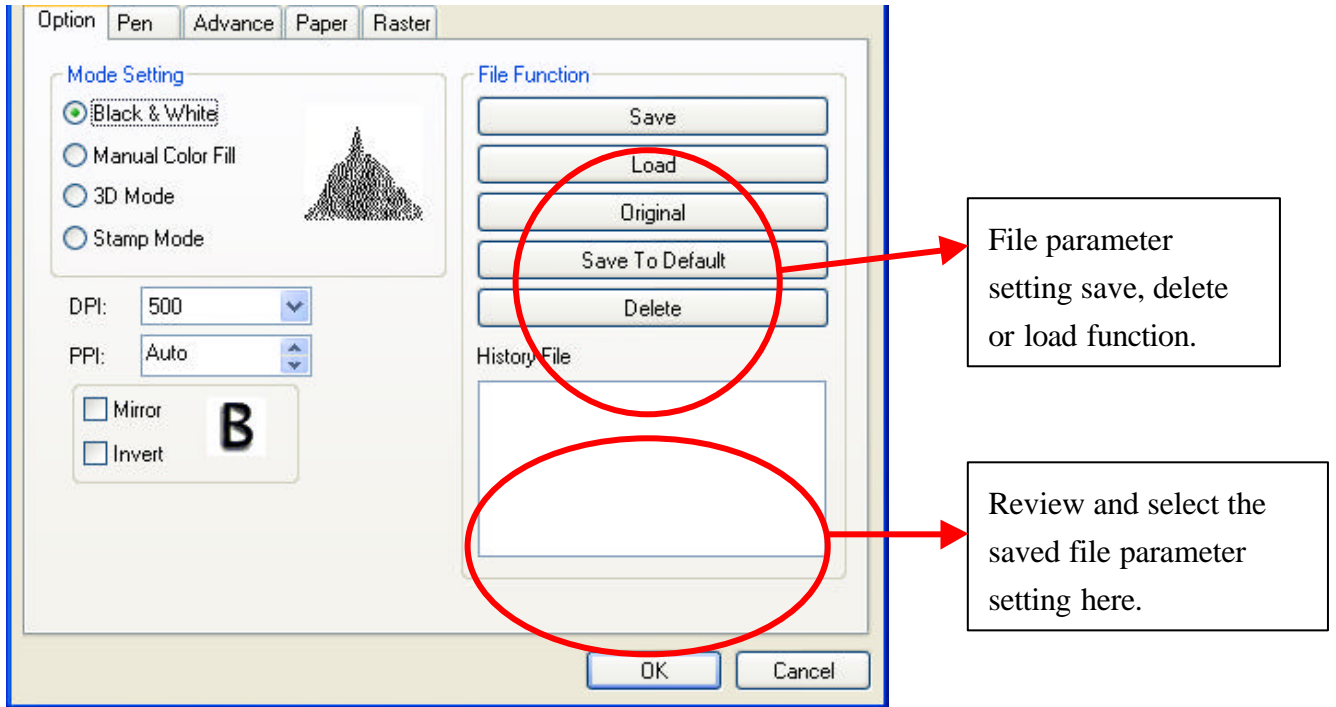 Option Pen Advance Paper Raster
Mode Setting
Black & White
Manual Color Fill
3D Mode
Stamp Mode
DPI: 500
PPI: Auto
Mirror
Invert
B
File Function
Save
Load
Original
Save To Default
Delete
History File
OK Cancel
File parameter
setting save, delete
or load function.
Review and select the
saved file parameter
setting here.